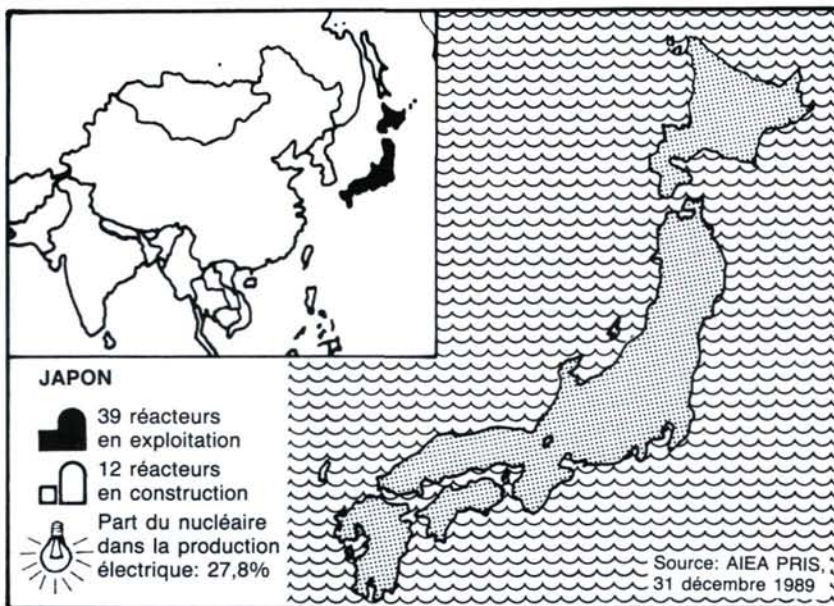 JAPON
39 réacteurs
en exploitation
12 réacteurs
en construction
Part du nucléaire
dans la production
électrique: 27,8%
Source: AIEA PRIS,
31 décembre 1989